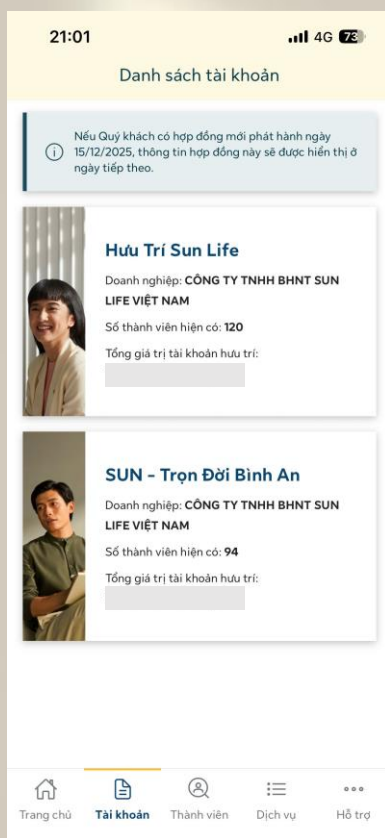 21:01
4G 73
Danh sách tài khoản
Nếu Quý khách có hợp đồng mới phát hành ngày
15/12/2025, thông tin hợp đồng này sẽ được hiển thị ở
ngày tiếp theo.
Hưu Trí Sun Life
Doanh nghiệp: CÔNG TY TNHH BHNT SUN
LIFE VIỆT NAM
Số thành viên hiện có: 120
Tổng giá trị tài khoản hưu trí:
SUN - Trọn Đời Bình An
Doanh nghiệp: CÔNG TY TNHH BHNT SUN
LIFE VIỆT NAM
Số thành viên hiện có: 94
Tổng giá trị tài khoản hưu trí:
Trang chủ Tài khoản Thành viên Dịch vụ Hỗ trợ